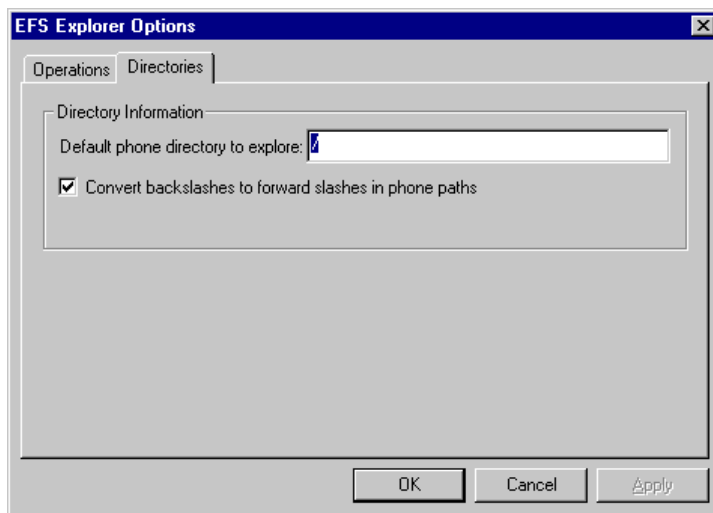 EFS Explorer Options
Operations Directories
Directory Information
Default phone directory to explore: /
Convert backslashes to forward slashes in phone paths
OK Cancel Apply